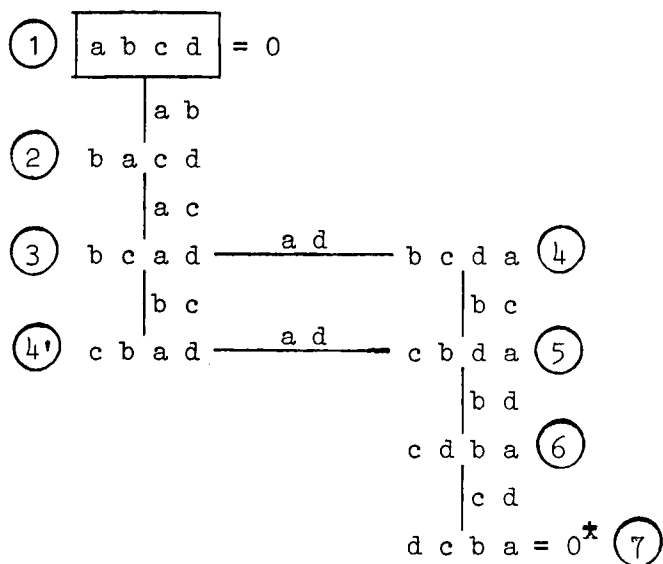 1 a b c d = 0
a b
2 b a c d
a c
3 b c a d a d b c d a 4
b c b c
4' c b a d a d c b d a 5
b d
c d b a 6
c d
d c b a = 0* 7